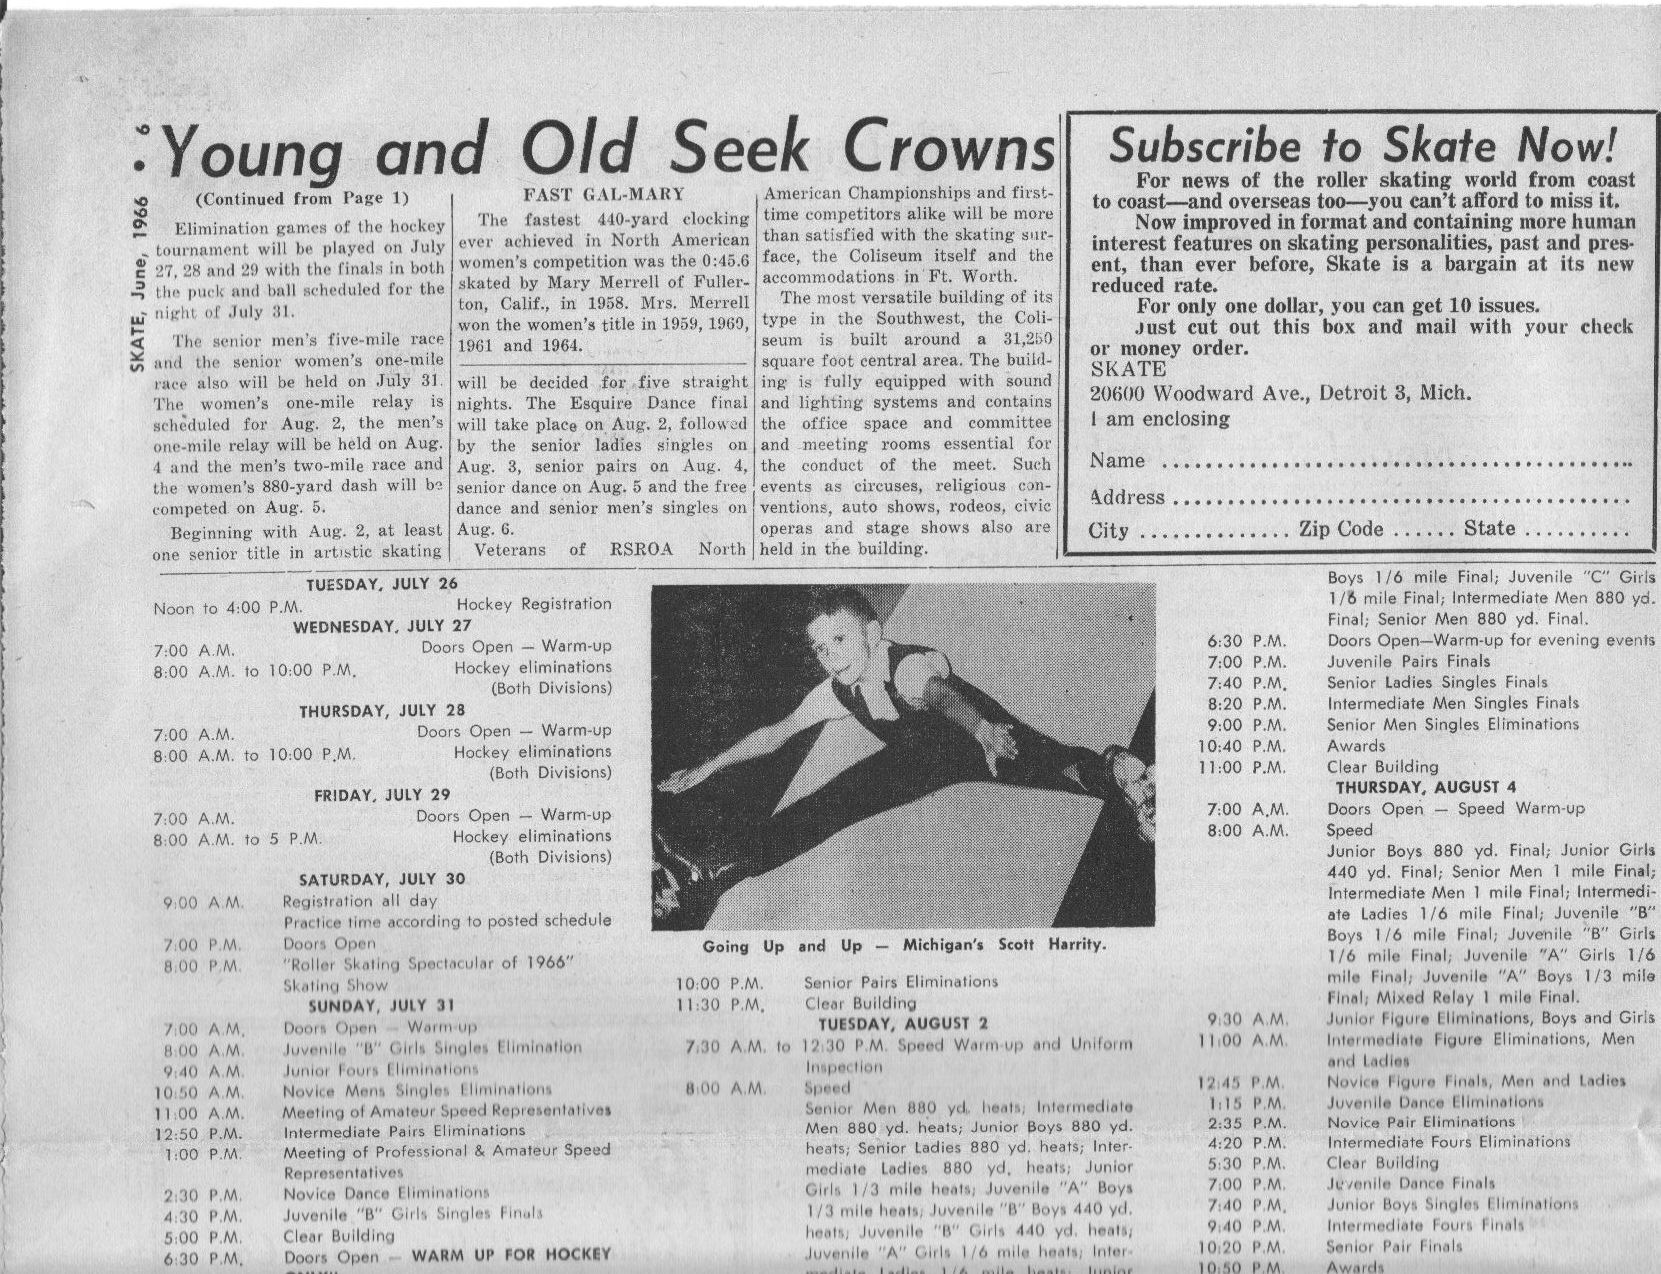 SKATE, June, 1966 • 6
Young and Old Seek Crowns
(Continued from Page 1)
Elimination games of the hockey
tournament will be played on July
27, 28 and 29 with the finals in both
the puck and ball scheduled for the
night of July 31.
The senior men's five-mile race
and the senior women's one-mile
race also will be held on July 31.
The women's one-mile relay is
scheduled for Aug. 2, the men's
one-mile relay will be held on Aug.
4 and the men's two-mile race and
the women's 880-yard dash will be
competed on Aug. 5.
Beginning with Aug. 2, at least
one senior title in artistic skating
FAST GAL-MARY
The fastest 440-yard clocking
ever achieved in North American
women's competition was the 0:45.6
skated by Mary Merrell of Fuller-
ton, Calif., in 1958. Mrs. Merrell
won the women's title in 1959, 1960,
1961 and 1964.
will be decided for five straight
nights. The Esquire Dance final
will take place on Aug. 2, followed
by the senior ladies singles on
Aug. 3, senior pairs on Aug. 4,
senior dance on Aug. 5 and the free
dance and senior men's singles on
Aug. 6.
Veterans of RSROA North
American Championships and first-
time competitors alike will be more
than satisfied with the skating sur-
face, the Coliseum itself and the
accommodations in Ft. Worth.
The most versatile building of its
type in the Southwest, the Coli-
seum is built around a 31,250
square foot central area. The build-
ing is fully equipped with sound
and lighting systems and contains
the office space and committee
and meeting rooms essential for
the conduct of the meet. Such
events as circuses, religious con-
ventions, auto shows, rodeos, civic
operas and stage shows also are
held in the building.
Subscribe to Skate Now!
For news of the roller skating world from coast
to coast—and overseas too—you can't afford to miss it.
Now improved in format and containing more human
interest features on skating personalities, past and pres-
ent, than ever before, Skate is a bargain at its new
reduced rate.
For only one dollar, you can get 10 issues.
Just cut out this box and mail with your check
or money order.
SKATE
20600 Woodward Ave., Detroit 3, Mich.
I am enclosing
Name ..........................................
Address ..........................................
City .............. Zip Code ...... State ..........
TUESDAY, JULY 26
Noon to 4:00 P.M. Hockey Registration
WEDNESDAY, JULY 27
7:00 A.M. Doors Open — Warm-up
8:00 A.M. to 10:00 P.M. Hockey eliminations
(Both Divisions)
THURSDAY, JULY 28
7:00 A.M. Doors Open — Warm-up
8:00 A.M. to 10:00 P.M. Hockey eliminations
(Both Divisions)
FRIDAY, JULY 29
7:00 A.M. Doors Open — Warm-up
8:00 A.M. to 5 P.M. Hockey eliminations
(Both Divisions)
SATURDAY, JULY 30
9:00 A.M. Registration all day
Practice time according to posted schedule
7:00 P.M. Doors Open
8:00 P.M. "Roller Skating Spectacular of 1966"
Skating Show
SUNDAY, JULY 31
7:00 A.M. Doors Open — Warm-up
8:00 A.M. Juvenile "B" Girls Singles Elimination
9:40 A.M. Junior Fours Eliminations
10:50 A.M. Novice Mens Singles Eliminations
11:00 A.M. Meeting of Amateur Speed Representatives
12:50 P.M. Intermediate Pairs Eliminations
1:00 P.M. Meeting of Professional & Amateur Speed
Representatives
2:30 P.M. Novice Dance Eliminations
4:30 P.M. Juvenile "B" Girls Singles Finals
5:00 P.M. Clear Building
6:30 P.M. Doors Open — WARM UP FOR HOCKEY
Going Up and Up — Michigan's Scott Harrity.
10:00 P.M. Senior Pairs Eliminations
11:30 P.M. Clear Building
TUESDAY, AUGUST 2
7:30 A.M. to 12:30 P.M. Speed Warm-up and Uniform
Inspection
8:00 A.M. Speed
Senior Men 880 yd. heats; Intermediate
Men 880 yd. heats; Junior Boys 880 yd.
heats; Senior Ladies 880 yd. heats; Inter-
mediate Ladies 880 yd. heats; Junior
Girls 1/3 mile heats; Juvenile "A" Boys
1/3 mile heats; Juvenile "B" Boys 440 yd.
heats; Juvenile "B" Girls 440 yd. heats;
Juvenile "A" Girls 1/6 mile heats; Inter-
mediate Ladies 1/6 mile heats; Junior
Boys 1/6 mile Final; Juvenile "C" Girls
1/6 mile Final; Intermediate Men 880 yd.
Final; Senior Men 880 yd. Final.
6:30 P.M. Doors Open—Warm-up for evening events
7:00 P.M. Juvenile Pairs Finals
7:40 P.M. Senior Ladies Singles Finals
8:20 P.M. Intermediate Men Singles Finals
9:00 P.M. Senior Men Singles Eliminations
10:40 P.M. Awards
11:00 P.M. Clear Building
THURSDAY, AUGUST 4
7:00 A.M. Doors Open — Speed Warm-up
8:00 A.M. Speed
Junior Boys 880 yd. Final; Junior Girls
440 yd. Final; Senior Men 1 mile Final;
Intermediate Men 1 mile Final; Intermedi-
ate Ladies 1/6 mile Final; Juvenile "B"
Boys 1/6 mile Final; Juvenile "B" Girls
1/6 mile Final; Juvenile "A" Girls 1/6
mile Final; Juvenile "A" Boys 1/3 mile
Final; Mixed Relay 1 mile Final.
9:30 A.M. Junior Figure Eliminations, Boys and Girls
11:00 A.M. Intermediate Figure Eliminations, Men
and Ladies
12:45 P.M. Novice Figure Finals, Men and Ladies
1:15 P.M. Juvenile Dance Eliminations
2:35 P.M. Novice Pair Eliminations
4:20 P.M. Intermediate Fours Eliminations
5:30 P.M. Clear Building
7:00 P.M. Juvenile Dance Finals
7:40 P.M. Junior Boys Singles Eliminations
9:40 P.M. Intermediate Fours Finals
10:20 P.M. Senior Pair Finals
10:50 P.M. Awards